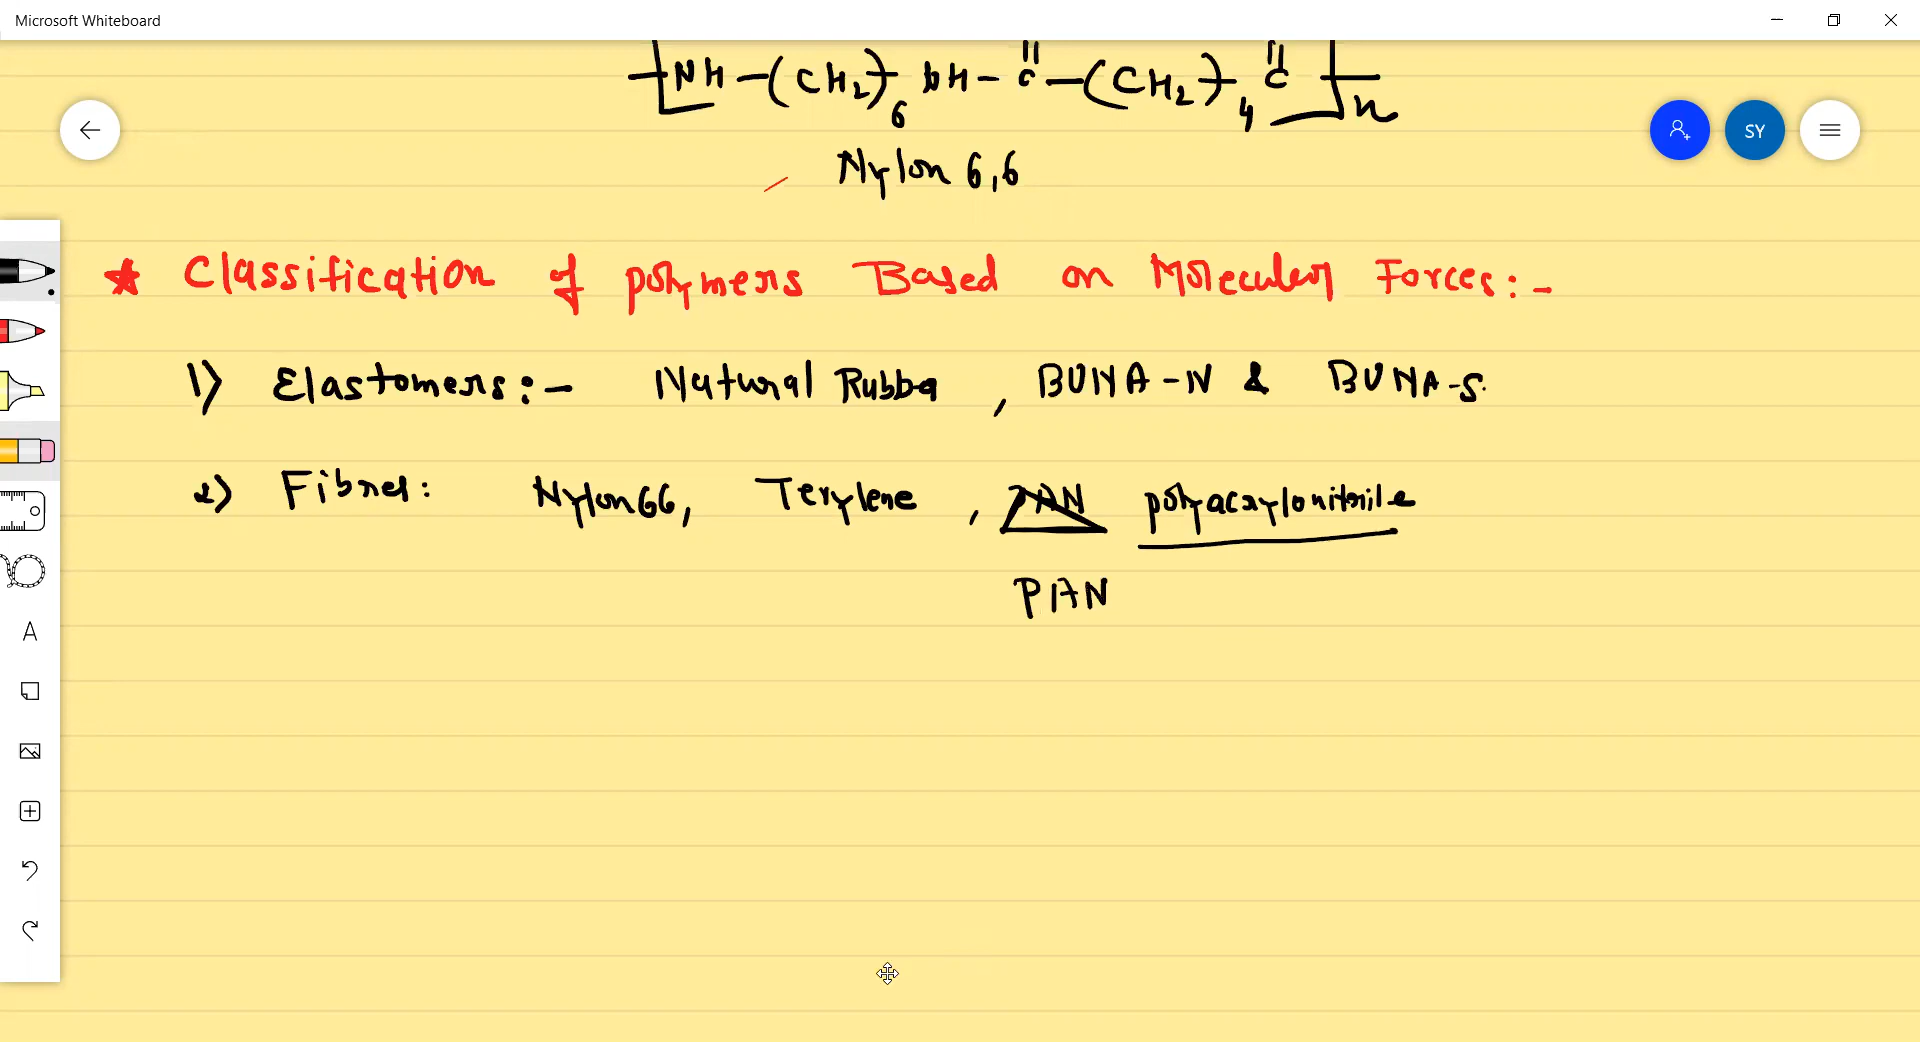 Microsoft Whiteboard
[NH-(CH2)6 NH-C-(CH2)4 C]n
Nylon 6,6
SY
★ Classification of polymers Based on Molecular Forces:-
1) Elastomers:- Natural Rubber, BUNA-N & BUNA-S.
2) Fibres: Nylon66, Terylene, PAN polyacrylonitrile
PAN
A